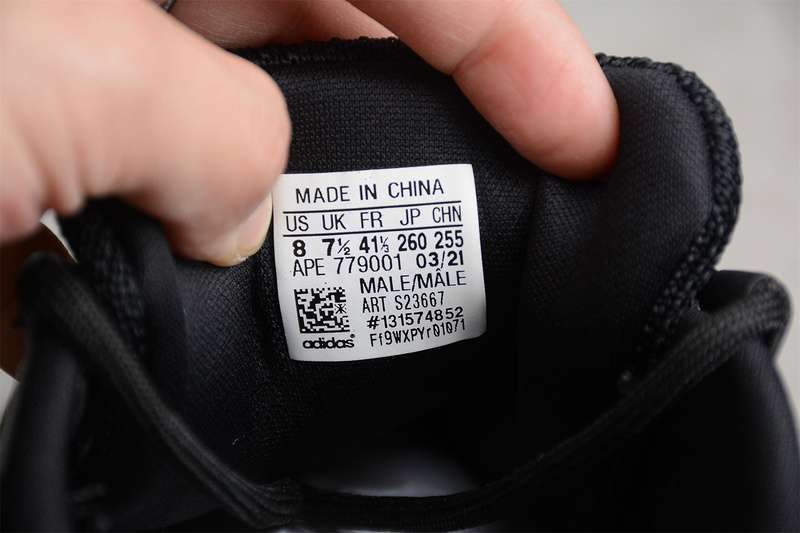 MADE IN CHINA
US UK FR JP CHN
8 7½ 41⅓ 260 255
APE 779001 03/21
MALE/MÂLE
ART S23667
#131574852
Ff9WXPYr01071
adidas